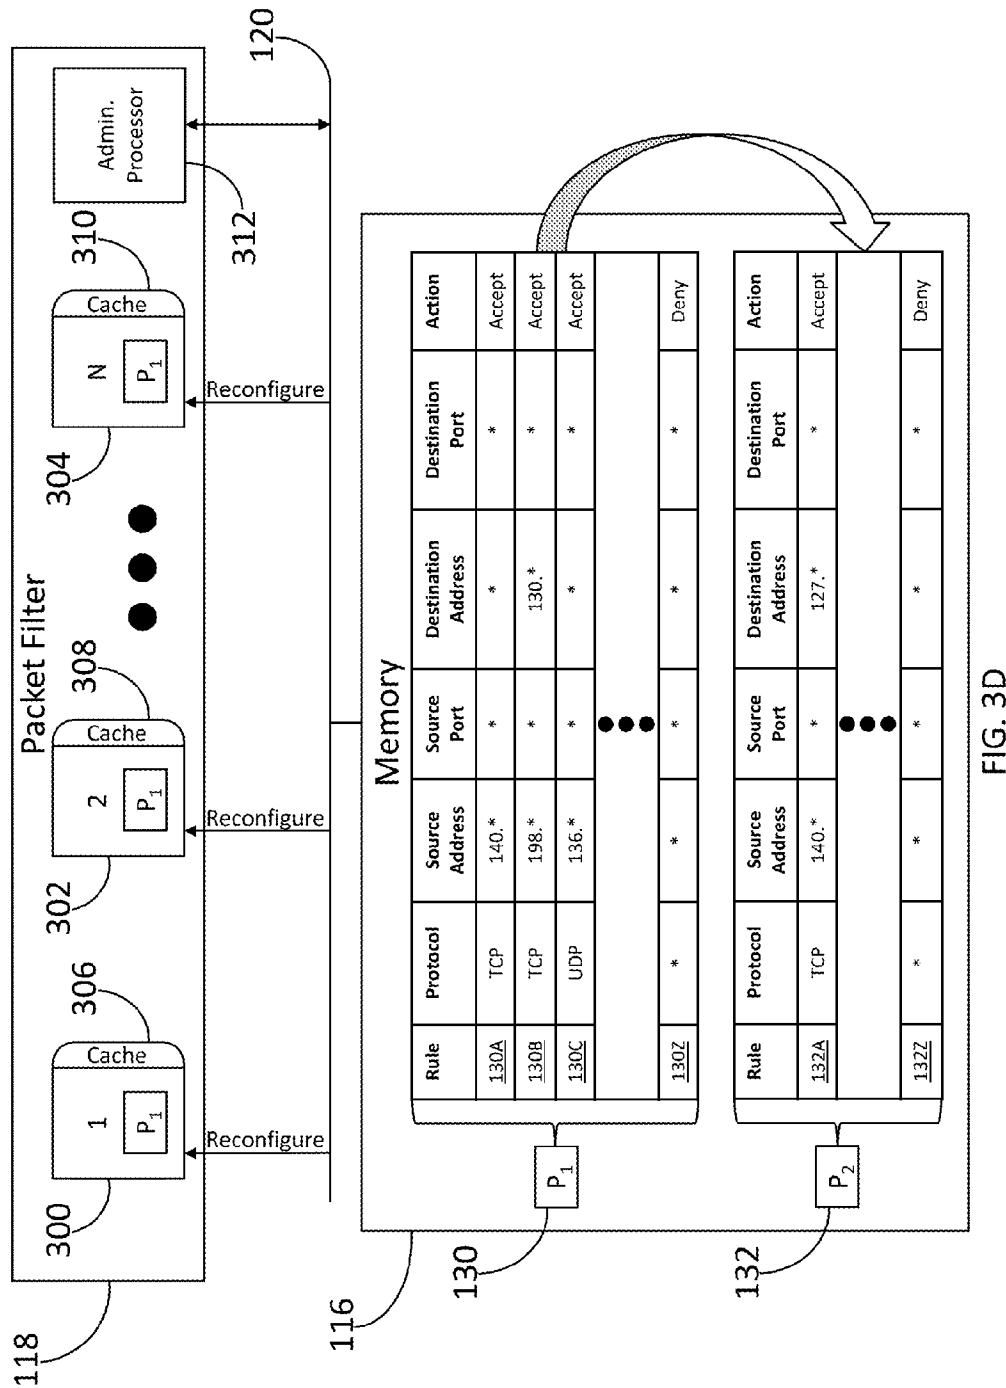 118
Packet Filter
300
1
P1
Cache
306
302
2
P1
Cache
308
304
N
P1
Cache
310
Admin.
Processor
312
Reconfigure
Reconfigure
Reconfigure
120
116
Memory
130
P1
Rule Protocol Source Address Source Port Destination Address Destination Port Action
130A TCP 140.* * * * Accept
130B TCP 198.* * 130.* * Accept
130C UDP 136.* * * * Accept
130Z * * * * * Deny
132
P2
Rule Protocol Source Address Source Port Destination Address Destination Port Action
132A TCP 140.* * 127.* * Accept
132Z * * * * * Deny
FIG. 3D